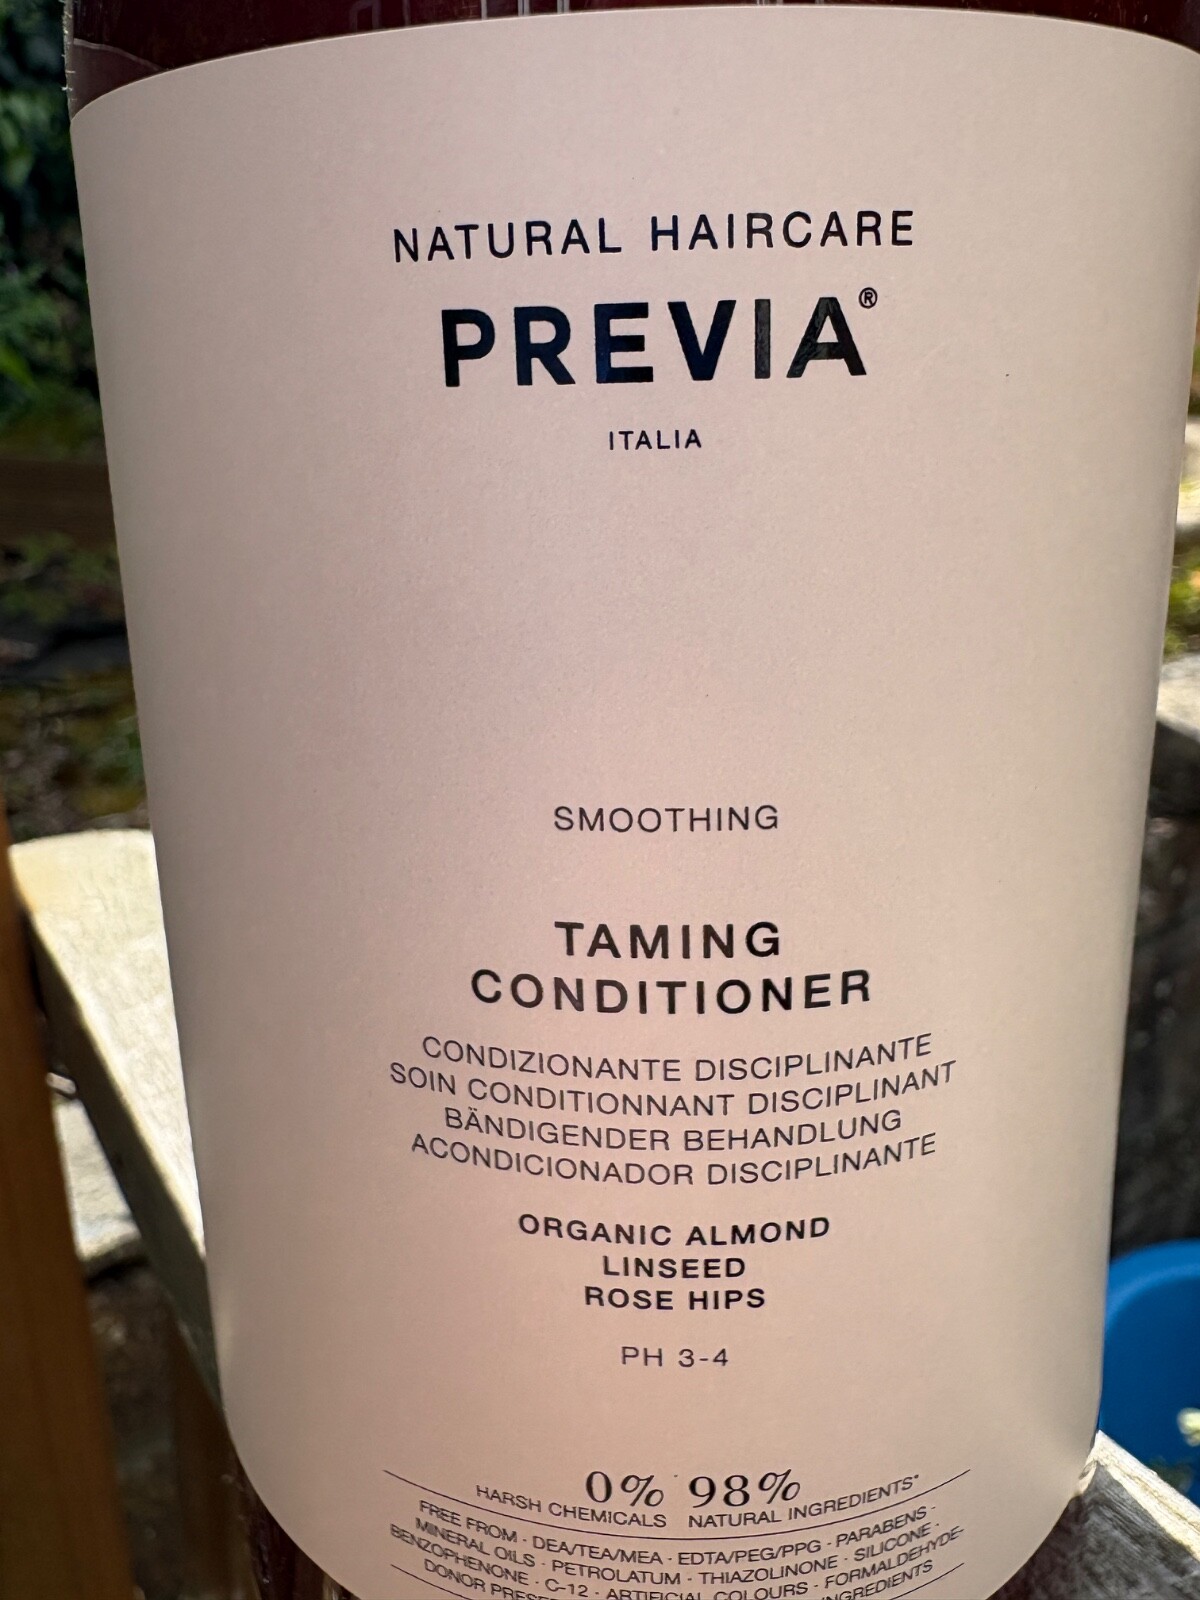 NATURAL HAIRCARE
PREVIA®
ITALIA
SMOOTHING
TAMING
CONDITIONER
CONDIZIONANTE DISCIPLINANTE
SOIN CONDITIONNANT DISCIPLINANT
BÄNDIGENDER BEHANDLUNG
ACONDICIONADOR DISCIPLINANTE
ORGANIC ALMOND
LINSEED
ROSE HIPS
PH 3-4
0% 98%
HARSH CHEMICALS NATURAL INGREDIENTS*
FREE FROM · DEA/TEA/MEA · EDTA/PEG/PPG · PARABENS ·
MINERAL OILS · PETROLATUM · THIAZOLINONE · SILICONE ·
BENZOPHENONE · C-12 · ARTIFICIAL COLOURS · FORMALDEHYDE-
DONOR INGREDIENTS